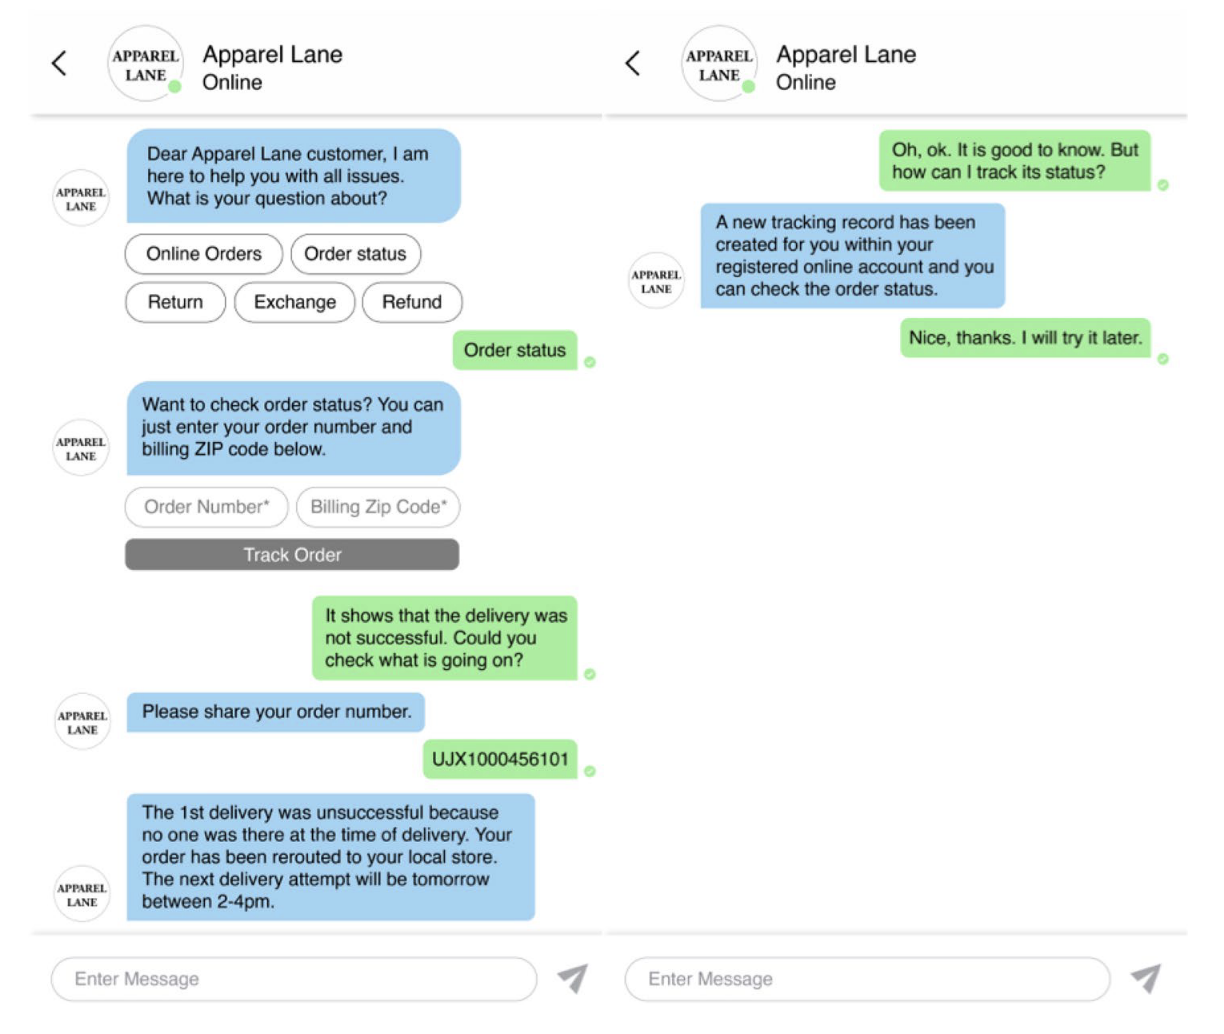 APPAREL
LANE
Apparel Lane
Online
Dear Apparel Lane customer, I am
here to help you with all issues.
What is your question about?
APPAREL
LANE
Online Orders
Order status
Return
Exchange
Refund
Order status
Want to check order status? You can
just enter your order number and
billing ZIP code below.
APPAREL
LANE
Order Number*
Billing Zip Code*
Track Order
It shows that the delivery was
not successful. Could you
check what is going on?
APPAREL
LANE
Please share your order number.
UJX1000456101
The 1st delivery was unsuccessful because
no one was there at the time of delivery. Your
order has been rerouted to your local store.
The next delivery attempt will be tomorrow
between 2-4pm.
APPAREL
LANE
Enter Message
APPAREL
LANE
Apparel Lane
Online
Oh, ok. It is good to know. But
how can I track its status?
A new tracking record has been
created for you within your
registered online account and you
can check the order status.
APPAREL
LANE
Nice, thanks. I will try it later.
Enter Message